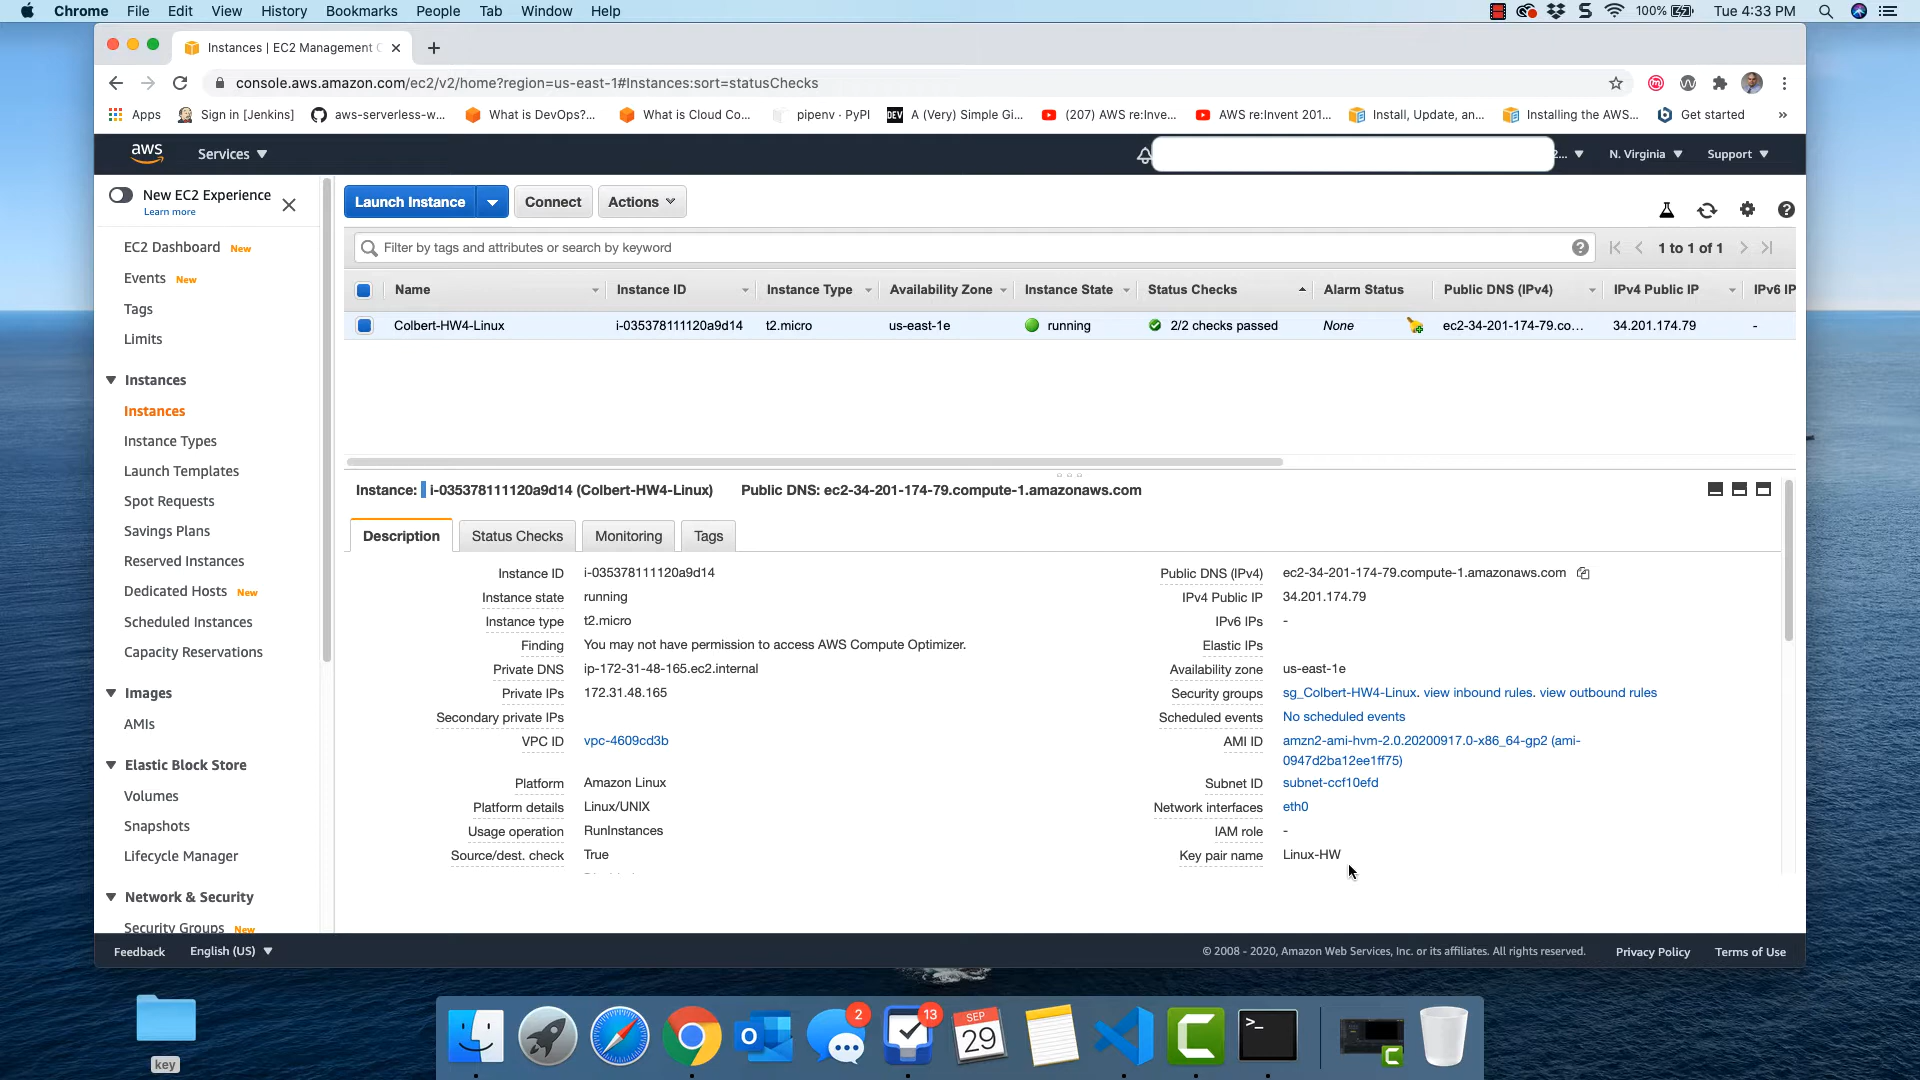 Chrome File Edit View History Bookmarks People Tab Window Help 100% Tue 4:33 PM
Instances | EC2 Management C
console.aws.amazon.com/ec2/v2/home?region=us-east-1#Instances:sort=statusChecks
Apps Sign in [Jenkins] aws-serverless-w... What is DevOps?... What is Cloud Co... pipenv · PyPI DEV A (Very) Simple Gi... (207) AWS re:Inve... AWS re:Invent 201... Install, Update, an... Installing the AWS... Get started »
aws Services 2... N. Virginia Support
New EC2 Experience
Learn more
EC2 Dashboard New
Events New
Tags
Limits
Instances
Instances
Instance Types
Launch Templates
Spot Requests
Savings Plans
Reserved Instances
Dedicated Hosts New
Scheduled Instances
Capacity Reservations
Images
AMIs
Elastic Block Store
Volumes
Snapshots
Lifecycle Manager
Network & Security
Security Groups New
Launch Instance Connect Actions
Filter by tags and attributes or search by keyword 1 to 1 of 1
Name Instance ID Instance Type Availability Zone Instance State Status Checks Alarm Status Public DNS (IPv4) IPv4 Public IP IPv6 IP
Colbert-HW4-Linux i-035378111120a9d14 t2.micro us-east-1e running 2/2 checks passed None ec2-34-201-174-79.co... 34.201.174.79 -
Instance: i-035378111120a9d14 (Colbert-HW4-Linux) Public DNS: ec2-34-201-174-79.compute-1.amazonaws.com
Description Status Checks Monitoring Tags
Instance ID i-035378111120a9d14 Public DNS (IPv4) ec2-34-201-174-79.compute-1.amazonaws.com
Instance state running IPv4 Public IP 34.201.174.79
Instance type t2.micro IPv6 IPs -
Finding You may not have permission to access AWS Compute Optimizer. Elastic IPs
Private DNS ip-172-31-48-165.ec2.internal Availability zone us-east-1e
Private IPs 172.31.48.165 Security groups sg_Colbert-HW4-Linux. view inbound rules. view outbound rules
Secondary private IPs Scheduled events No scheduled events
VPC ID vpc-4609cd3b AMI ID amzn2-ami-hvm-2.0.20200917.0-x86_64-gp2 (ami-
0947d2ba12ee1ff75)
Platform Amazon Linux Subnet ID subnet-ccf10efd
Platform details Linux/UNIX Network interfaces eth0
Usage operation RunInstances IAM role -
Source/dest. check True Key pair name Linux-HW
Feedback English (US) © 2008 - 2020, Amazon Web Services, Inc. or its affiliates. All rights reserved. Privacy Policy Terms of Use
key
2
13
SEP
29